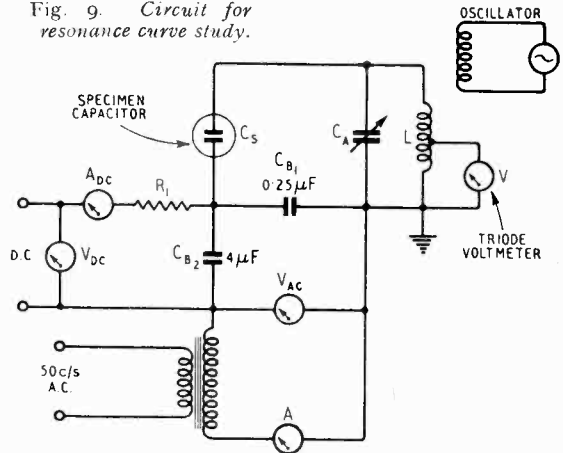 Fig. 9. Circuit for
resonance curve study.
OSCILLATOR
SPECIMEN
CAPACITOR
CS
CA
L
V
TRIODE
VOLTMETER
ADC
R1
CB1
0·25μF
D.C
VDC
CB2
4μF
VAC
50c/s
A.C.
A